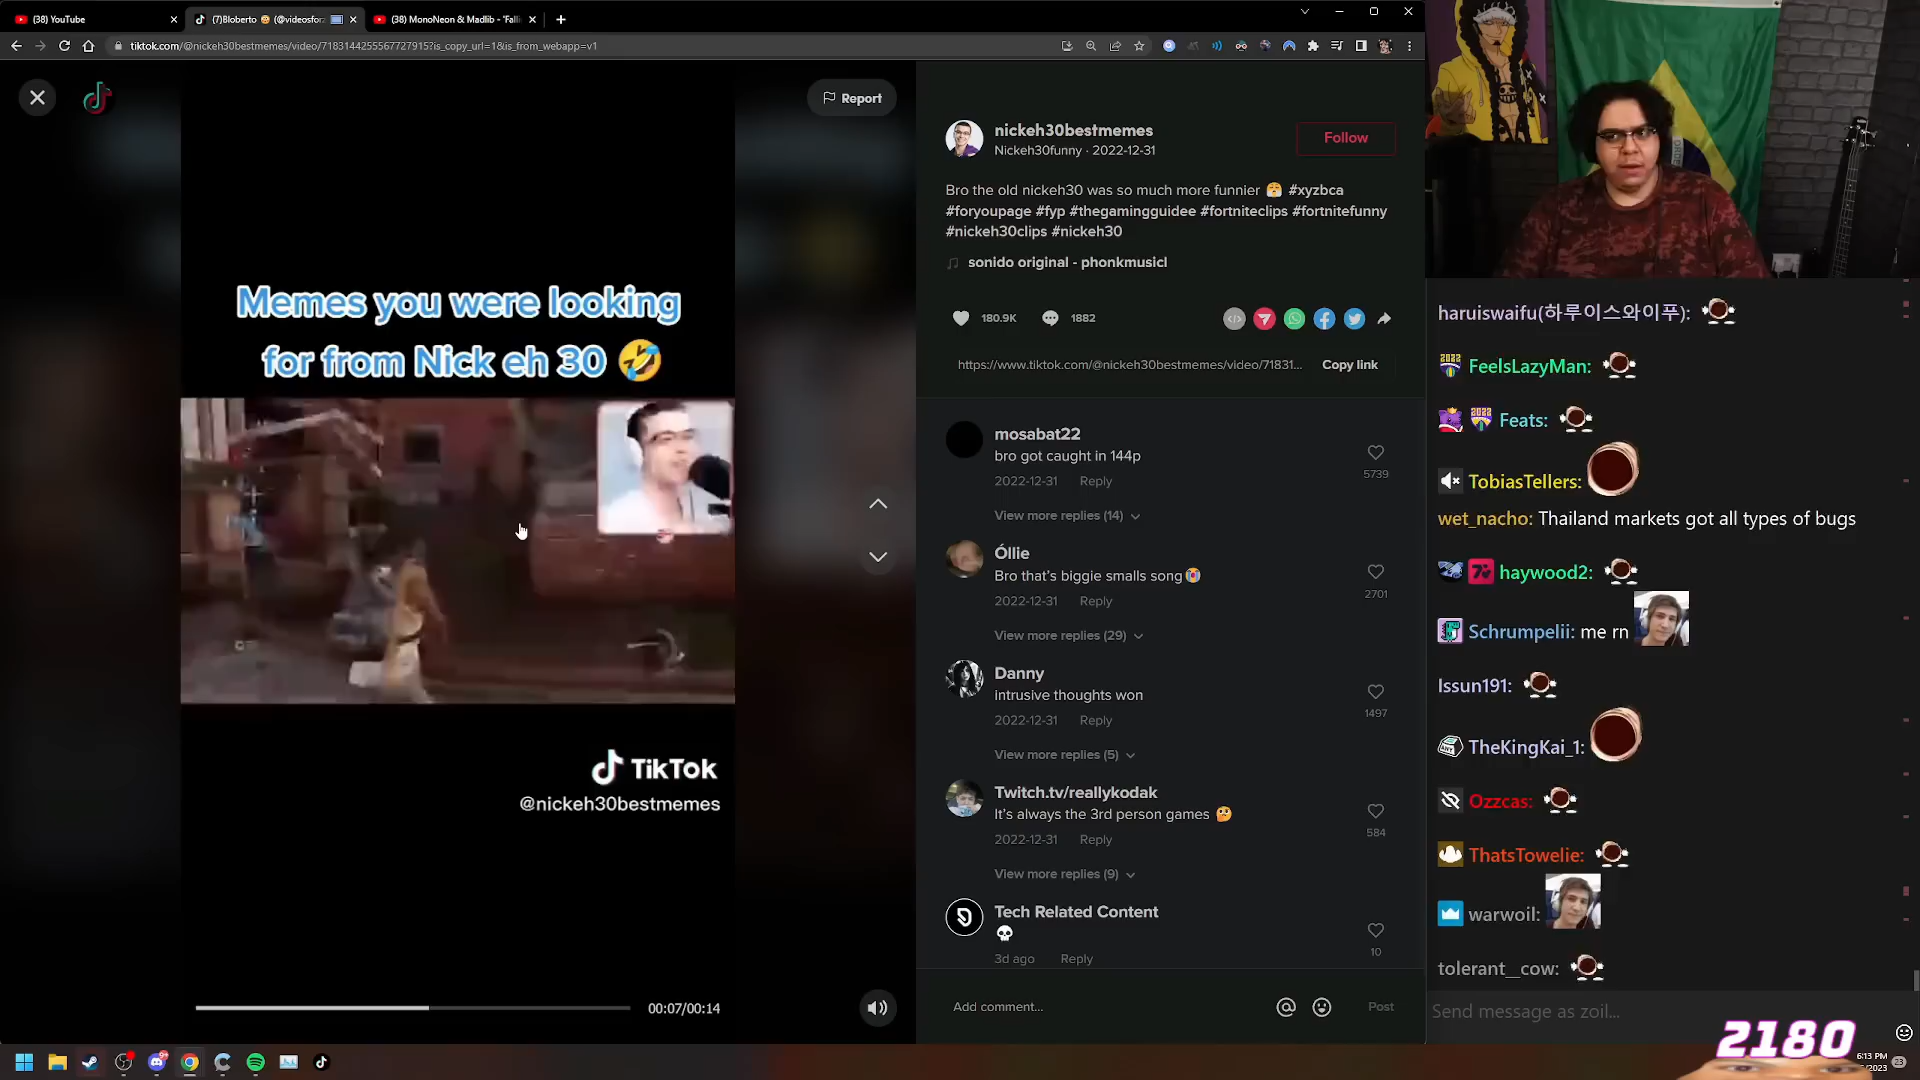 (38) YouTube
(7)Bloberto 🍪 (@videosfor
(38) MonoNeon & Madlib - 'Falli
tiktok.com/@nickeh30bestmemes/video/7183144255567727915?is_copy_url=1&is_from_webapp=v1
Report
Memes you were looking
for from Nick eh 30 🤣
TikTok
@nickeh30bestmemes
00:07/00:14
nickeh30bestmemes
Nickeh30funny · 2022-12-31
Follow
Bro the old nickeh30 was so much more funnier 😤 #xyzbca
#foryoupage #fyp #thegamingguidee #fortniteclips #fortnitefunny
#nickeh30clips #nickeh30
sonido original - phonkmusicl
180.9K
1882
https://www.tiktok.com/@nickeh30bestmemes/video/71831...
Copy link
mosabat22
bro got caught in 144p
2022-12-31 Reply
5739
View more replies (14)
Óllie
Bro that's biggie smalls song😭
2022-12-31 Reply
2701
View more replies (29)
Danny
intrusive thoughts won
2022-12-31 Reply
1497
View more replies (5)
Twitch.tv/reallykodak
It's always the 3rd person games 🤔
2022-12-31 Reply
584
View more replies (9)
Tech Related Content
💀
3d ago Reply
10
Add comment...
Post
haruiswaifu(하루이스와이푸):
FeelsLazyMan:
Feats:
TobiasTellers:
wet_nacho: Thailand markets got all types of bugs
haywood2:
Schrumpelii: me rn
Issun191:
TheKingKai_1:
Ozzcas:
ThatsTowelie:
warwoil:
tolerant__cow:
Send message as zoil...
2180
6:13 PM